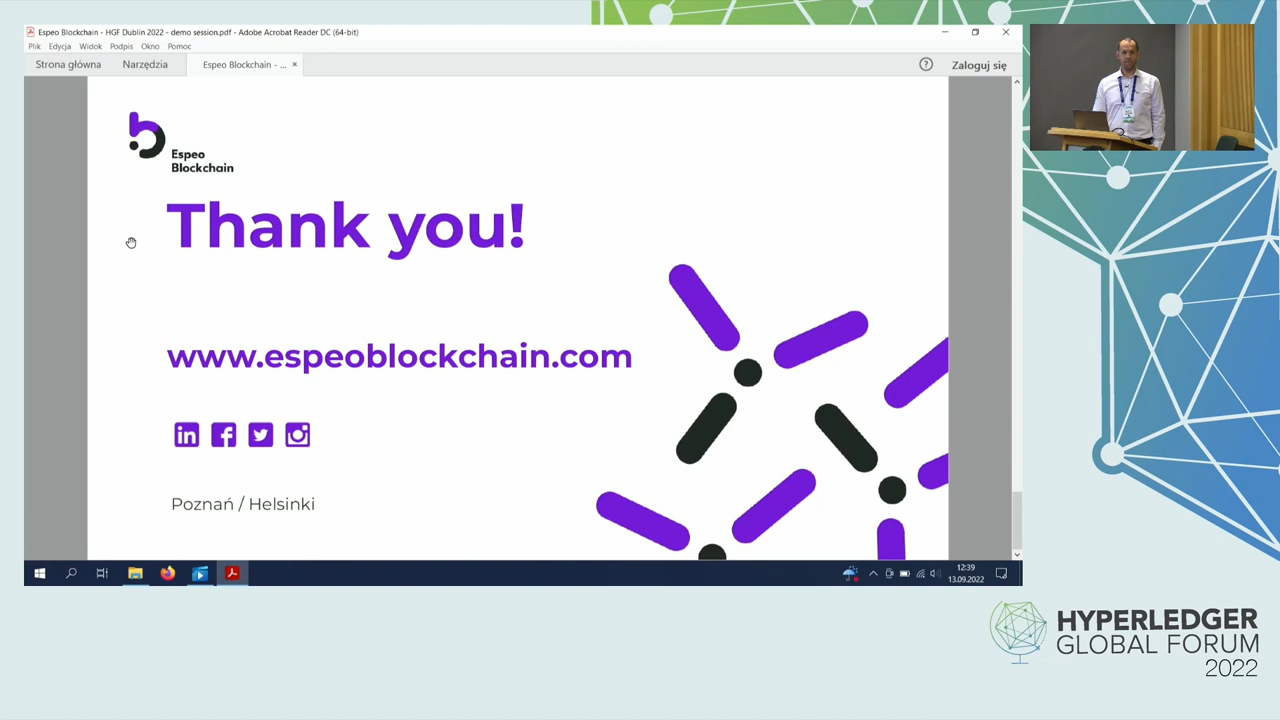 Espeo Blockchain - HGF Dublin 2022 - demo session.pdf - Adobe Acrobat Reader DC (64-bit)
Plik Edycja Widok Podpis Okno Pomoc
Strona główna Narzędzia Espeo Blockchain - ... × Zaloguj się
Espeo
Blockchain
Thank you!
www.espeoblockchain.com
in f
Poznań / Helsinki
12:39
13.09.2022
HYPERLEDGER
GLOBAL FORUM
2022